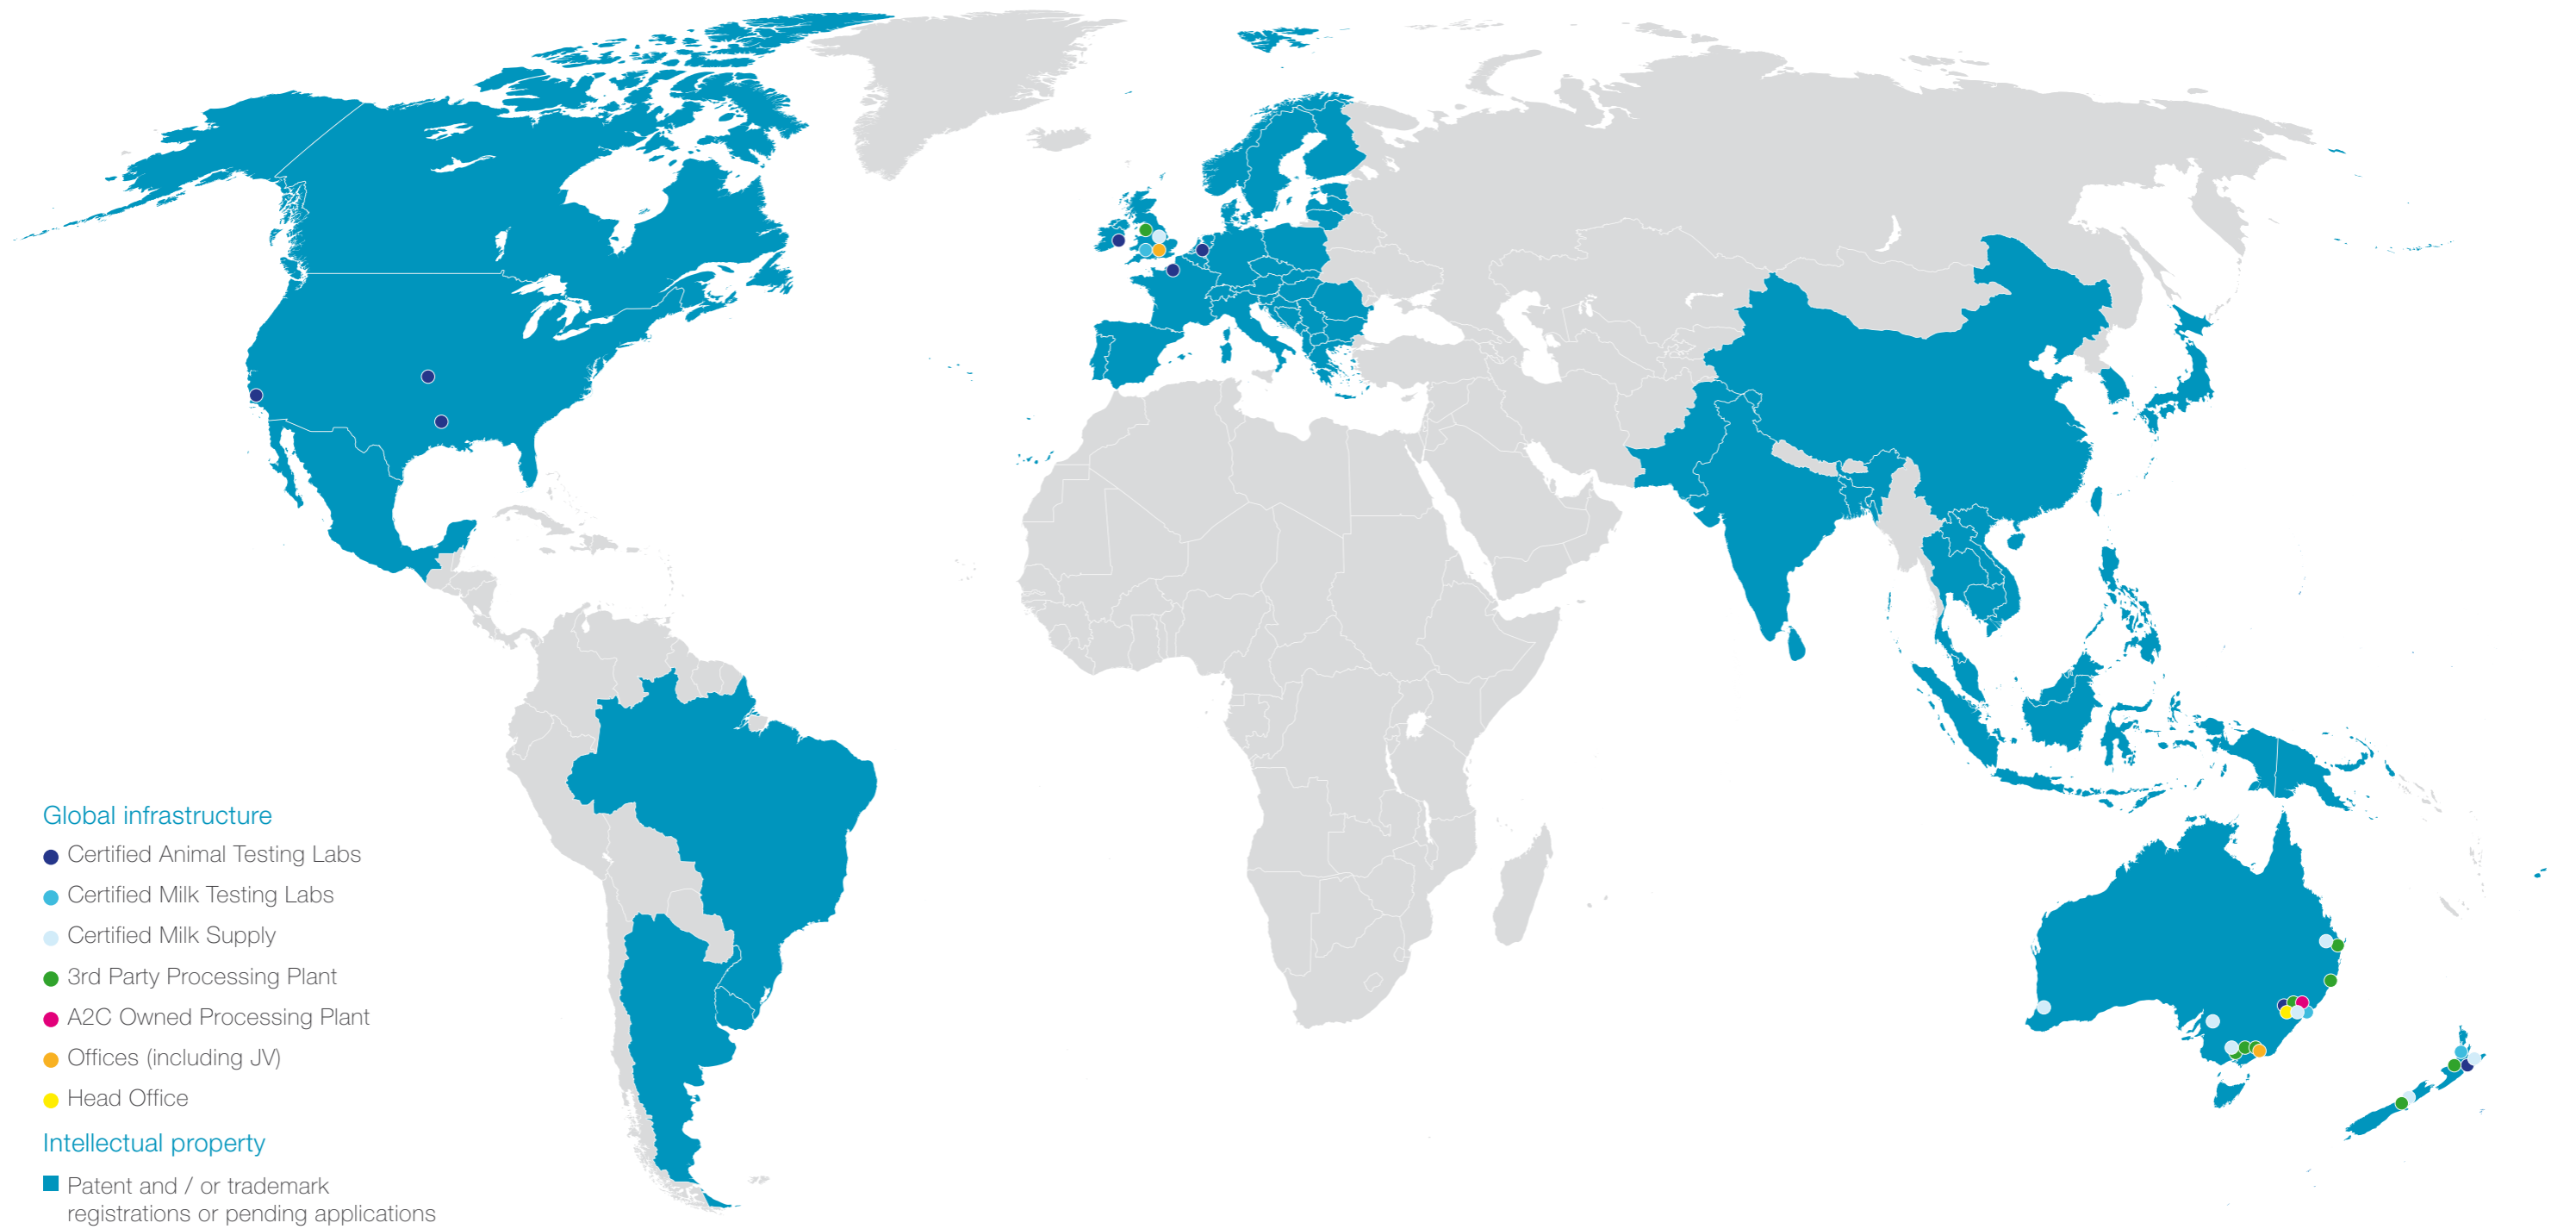 Global infrastructure
Certified Animal Testing Labs
Certified Milk Testing Labs
Certified Milk Supply
3rd Party Processing Plant
A2C Owned Processing Plant
Offices (including JV)
Head Office
Intellectual property
Patent and / or trademark
registrations or pending applications